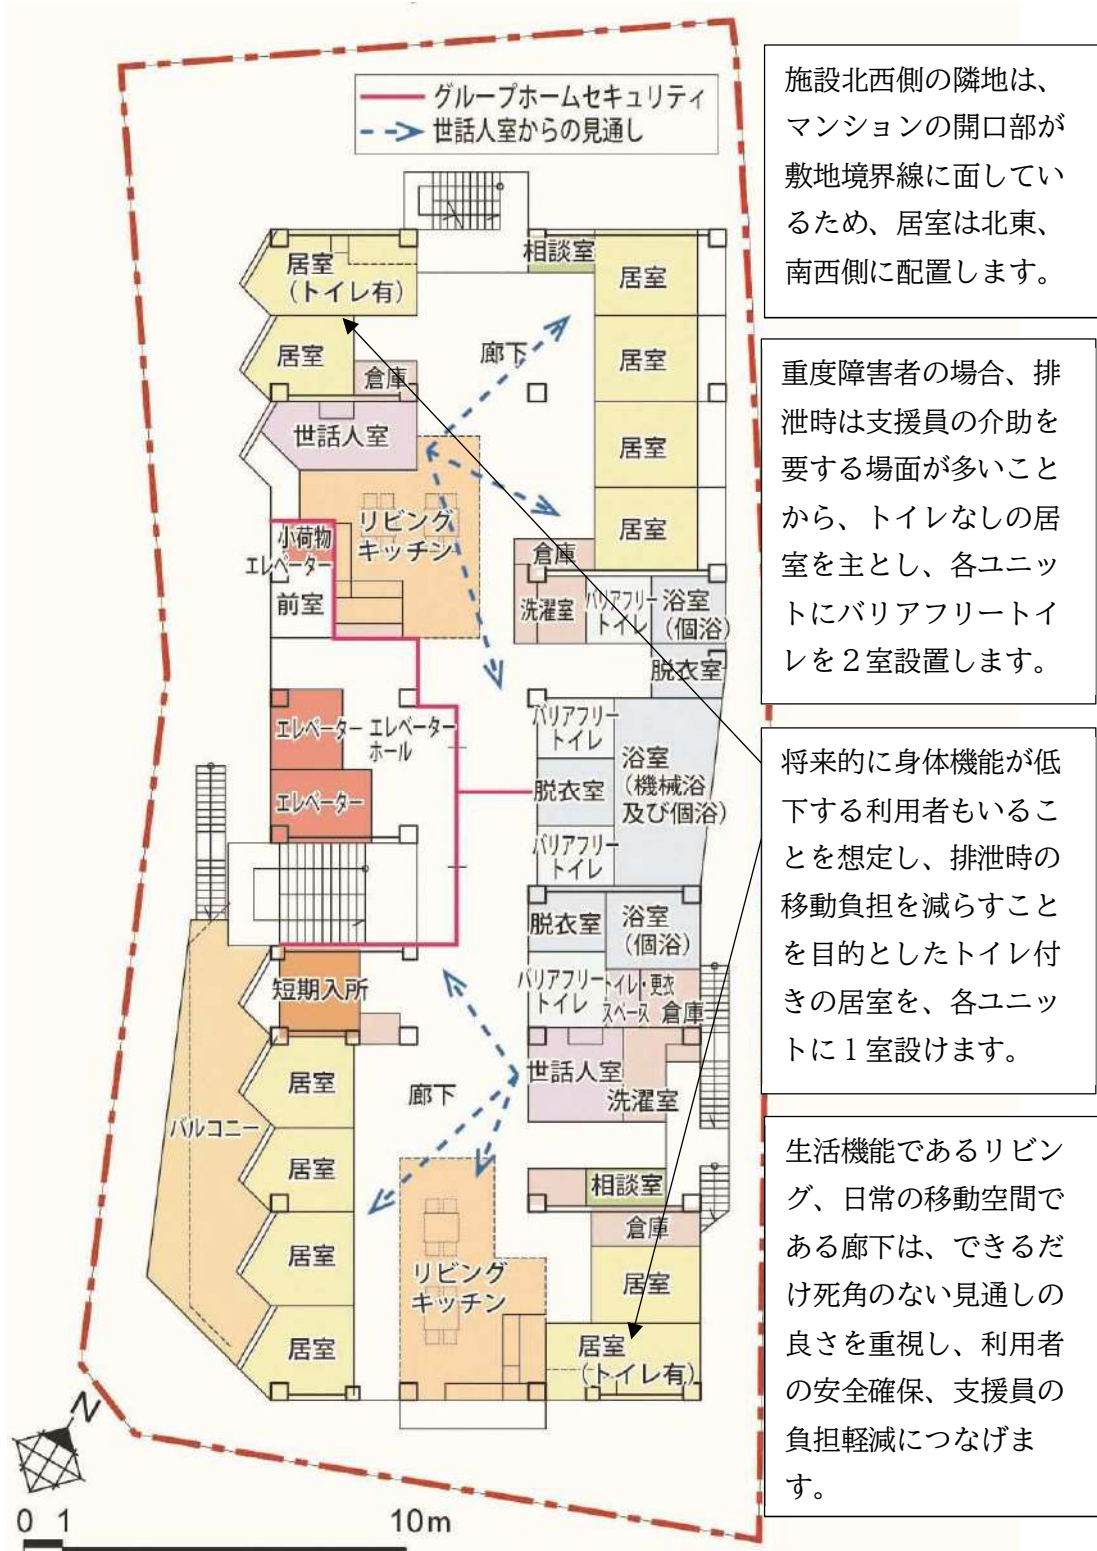 グループホームセキュリティ
世話人室からの見通し
相談室
居室
(トイレ有)
居室
居室
廊下
居室
倉庫
世話人室
居室
居室
リビング
キッチン
小荷物
エレベーター
前室
倉庫
洗濯室
バリアフリー
トイレ
浴室
(個浴)
脱衣室
エレベーター
エレベーター
ホール
エレベーター
バリアフリー
トイレ
浴室
(機械浴
及び個浴)
脱衣室
バリアフリー
トイレ
脱衣室
浴室
(個浴)
短期入所
バリアフリー
トイレ
トイレ・更衣
スペース
倉庫
居室
廊下
世話人室
洗濯室
バルコニー
居室
相談室
倉庫
居室
リビング
キッチン
居室
居室
居室
(トイレ有)
N
0 1 10m
施設北西側の隣地は、
マンションの開口部が
敷地境界線に面してい
るため、居室は北東、
南西側に配置します。
重度障害者の場合、排
泄時は支援員の介助を
要する場面が多いこと
から、トイレなしの居
室を主とし、各ユニッ
トにバリアフリートイ
レを２室設置します。
将来的に身体機能が低
下する利用者もいるこ
とを想定し、排泄時の
移動負担を減らすこと
を目的としたトイレ付
きの居室を、各ユニッ
トに１室設けます。
生活機能であるリビン
グ、日常の移動空間で
ある廊下は、できるだ
け死角のない見通しの
良さを重視し、利用者
の安全確保、支援員の
負担軽減につなげま
す。